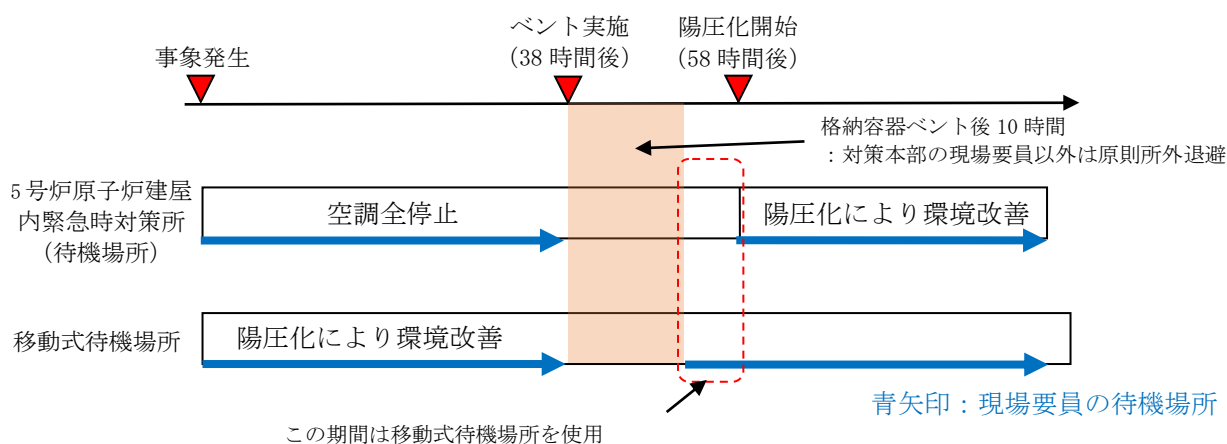 事象発生
ベント実施
(38 時間後)
陽圧化開始
(58 時間後)
格納容器ベント後 10 時間
：対策本部の現場要員以外は原則所外退避
5 号炉原子炉建屋
内緊急時対策所
(待機場所)
空調全停止
陽圧化により環境改善
移動式待機場所
陽圧化により環境改善
青矢印：現場要員の待機場所
この期間は移動式待機場所を使用